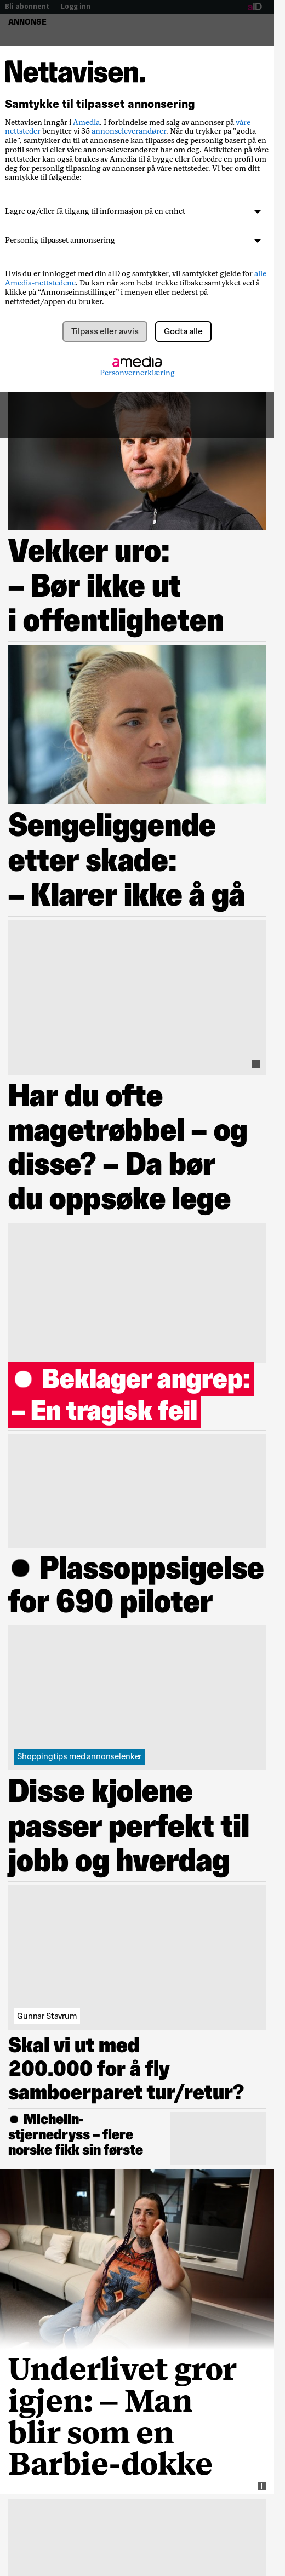 Bli abonnent | Logg inn
aID
ANNONSE
Nettavisen.
Samtykke til tilpasset annonsering
Nettavisen inngår i Amedia. I forbindelse med salg av annonser på våre
nettsteder benytter vi 35 annonseleverandører. Når du trykker på "godta
alle", samtykker du til at annonsene kan tilpasses deg personlig basert på en
profil som vi eller våre annonseleverandører har om deg. Aktiviteten på våre
nettsteder kan også brukes av Amedia til å bygge eller forbedre en profil om
deg for personlig tilpasning av annonser på våre nettsteder. Vi ber om ditt
samtykke til følgende:
Lagre og/eller få tilgang til informasjon på en enhet
Personlig tilpasset annonsering
Hvis du er innlogget med din aID og samtykker, vil samtykket gjelde for alle
Amedia-nettstedene. Du kan når som helst trekke tilbake samtykket ved å
klikke på “Annonseinnstillinger” i menyen eller nederst på
nettstedet/appen du bruker.
Tilpass eller avvis
Godta alle
amedia
Personvernerklæring
Vekker uro:
– Bør ikke ut
i offentligheten
Sengeliggende
etter skade:
– Klarer ikke å gå
Har du ofte
magetrøbbel – og
disse? – Da bør
du oppsøke lege
Beklager angrep:
– En tragisk feil
Plassoppsigelse
for 690 piloter
Shoppingtips med annonselenker
Disse kjolene
passer perfekt til
jobb og hverdag
Gunnar Stavrum
Skal vi ut med
200.000 for å fly
samboerparet tur/retur?
Michelin-
stjernedryss – flere
norske fikk sin første
Underlivet gror
igjen: – Man
blir som en
Barbie-dokke